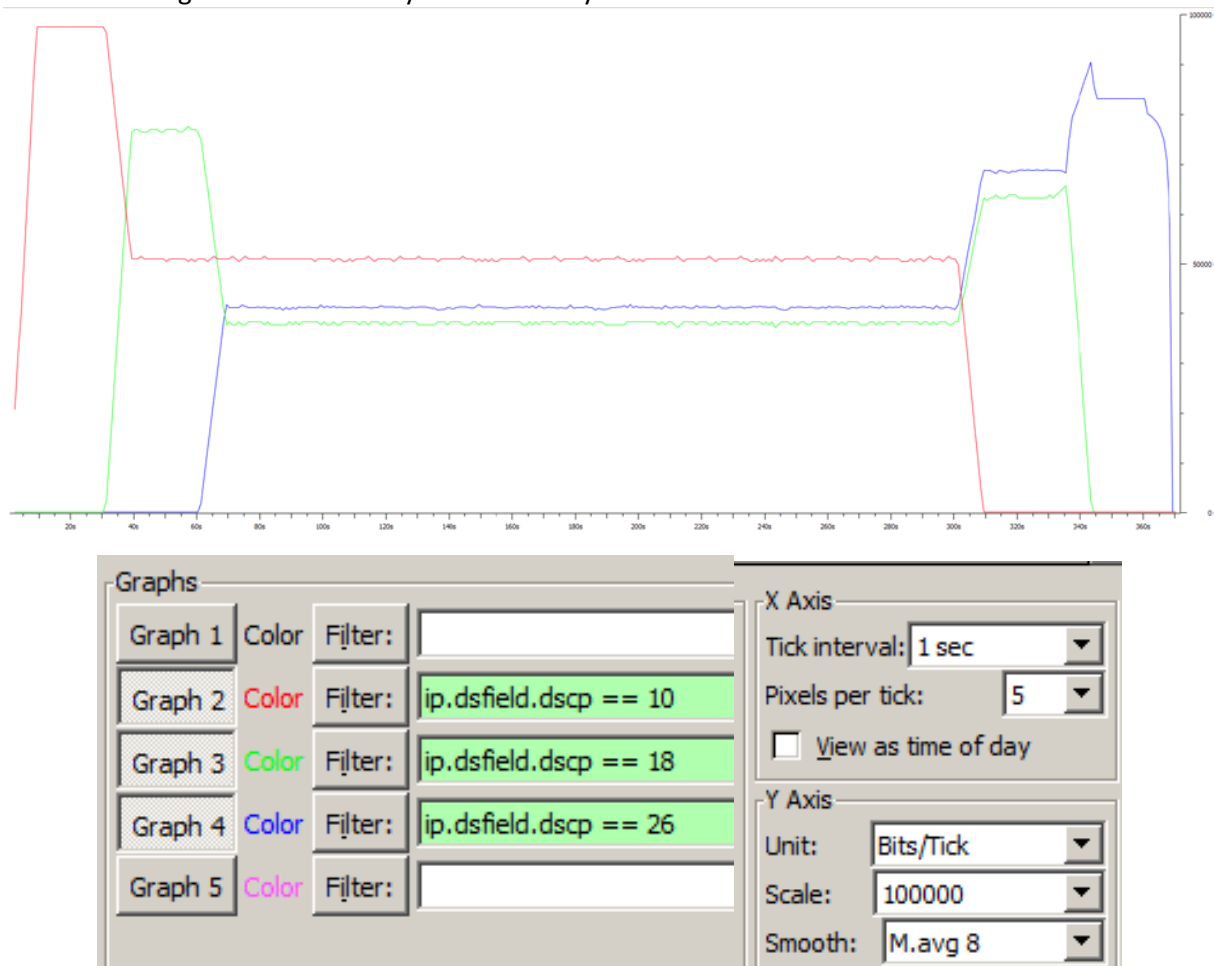 100000
50000
0
20s 40s 60s 80s 100s 120s 140s 160s 180s 200s 220s 240s 260s 280s 300s 320s 340s 360s
Graphs
Graph 1 Color Filter:
Graph 2 Color Filter: ip.dsfield.dscp == 10
Graph 3 Color Filter: ip.dsfield.dscp == 18
Graph 4 Color Filter: ip.dsfield.dscp == 26
Graph 5 Color Filter:
X Axis
Tick interval: 1 sec
Pixels per tick: 5
View as time of day
Y Axis
Unit: Bits/Tick
Scale: 100000
Smooth: M.avg 8